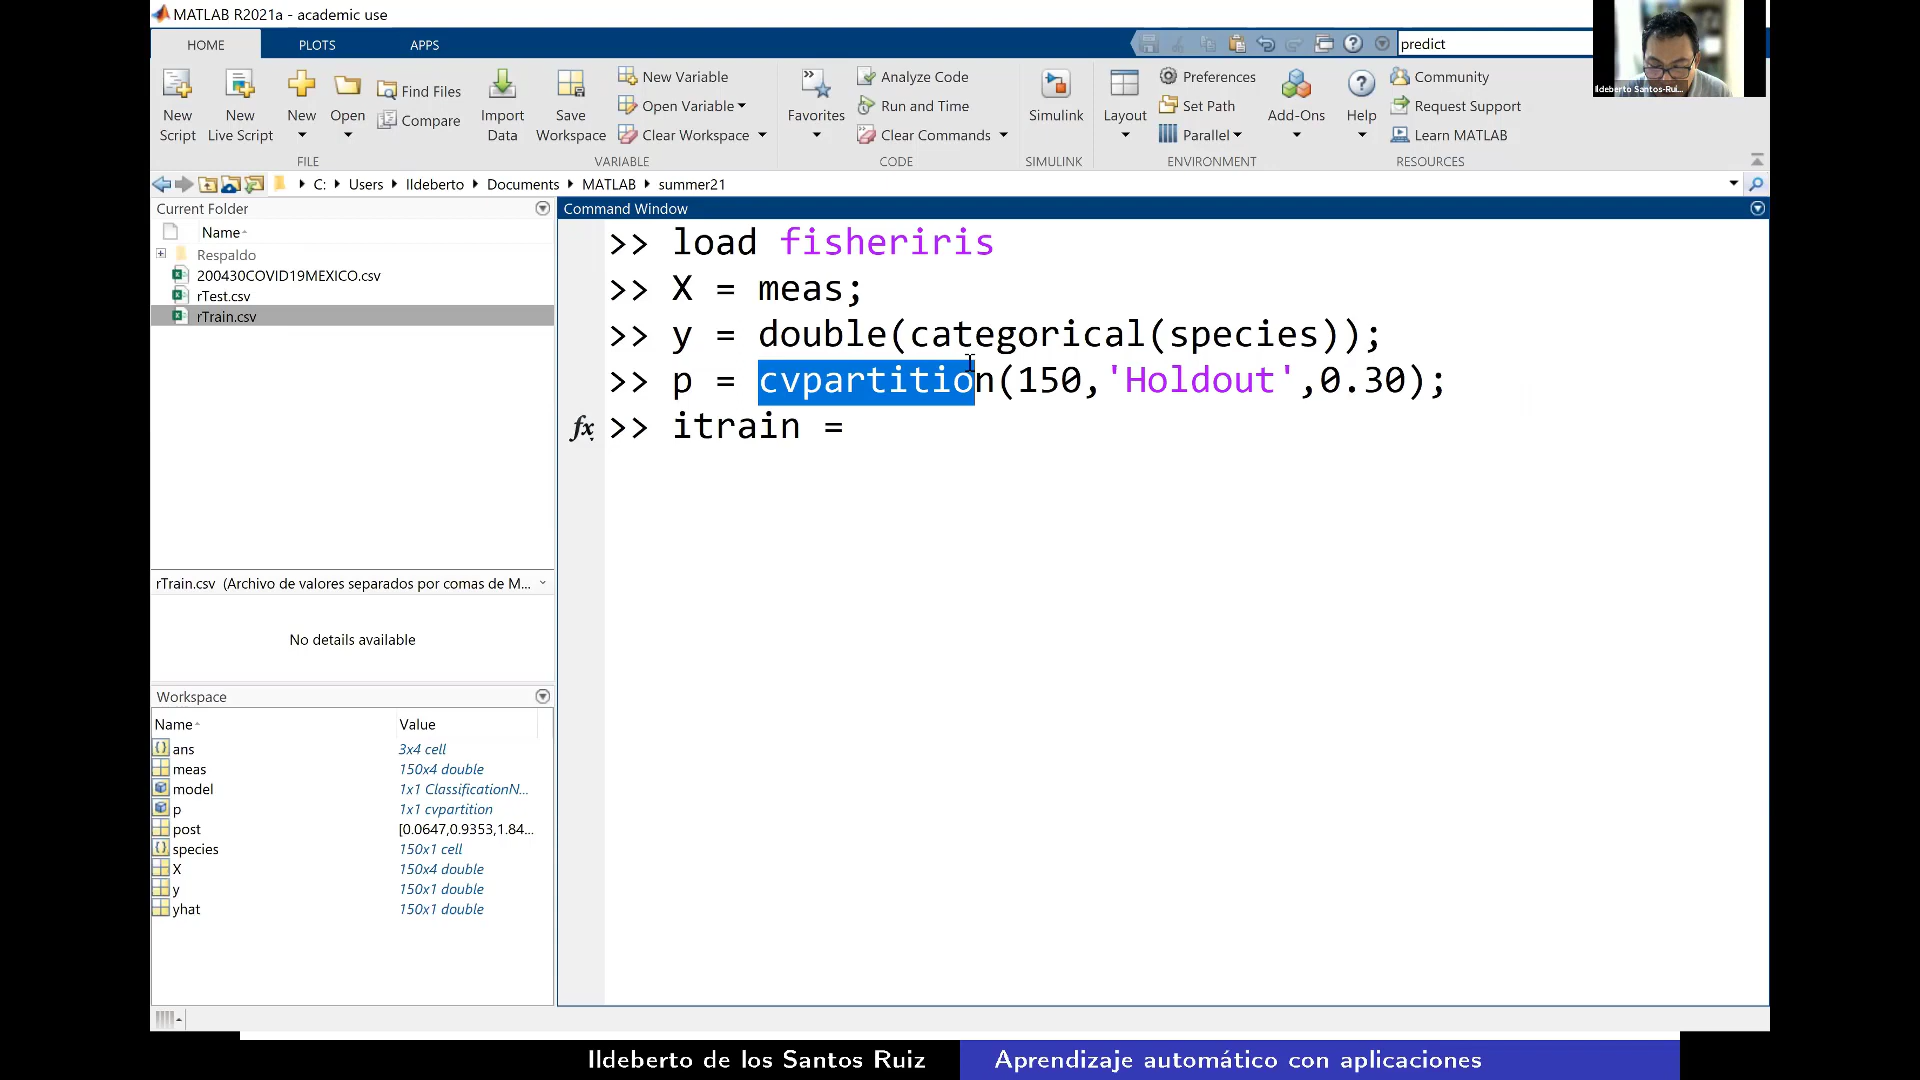 MATLAB R2021a - academic use
HOME PLOTS APPS
predict
Ildeberto Santos-Rui...
New Script
New Live Script
New
Open
Find Files
Compare
Import Data
Save Workspace
New Variable
Open Variable
Clear Workspace
Favorites
Analyze Code
Run and Time
Clear Commands
Simulink
Layout
Preferences
Set Path
Parallel
Add-Ons
Help
Community
Request Support
Learn MATLAB
FILE VARIABLE CODE SIMULINK ENVIRONMENT RESOURCES
C: Users Ildeberto Documents MATLAB summer21
Current Folder
Name
Respaldo
200430COVID19MEXICO.csv
rTest.csv
rTrain.csv
rTrain.csv (Archivo de valores separados por comas de M...
No details available
Workspace
Name Value
ans 3x4 cell
meas 150x4 double
model 1x1 ClassificationN...
p 1x1 cvpartition
post [0.0647,0.9353,1.84...
species 150x1 cell
X 150x4 double
y 150x1 double
yhat 150x1 double
Command Window
>> load fisheriris
>> X = meas;
>> y = double(categorical(species));
>> p = cvpartition(150,'Holdout',0.30);
fx >> itrain =
Ildeberto de los Santos Ruiz Aprendizaje automático con aplicaciones